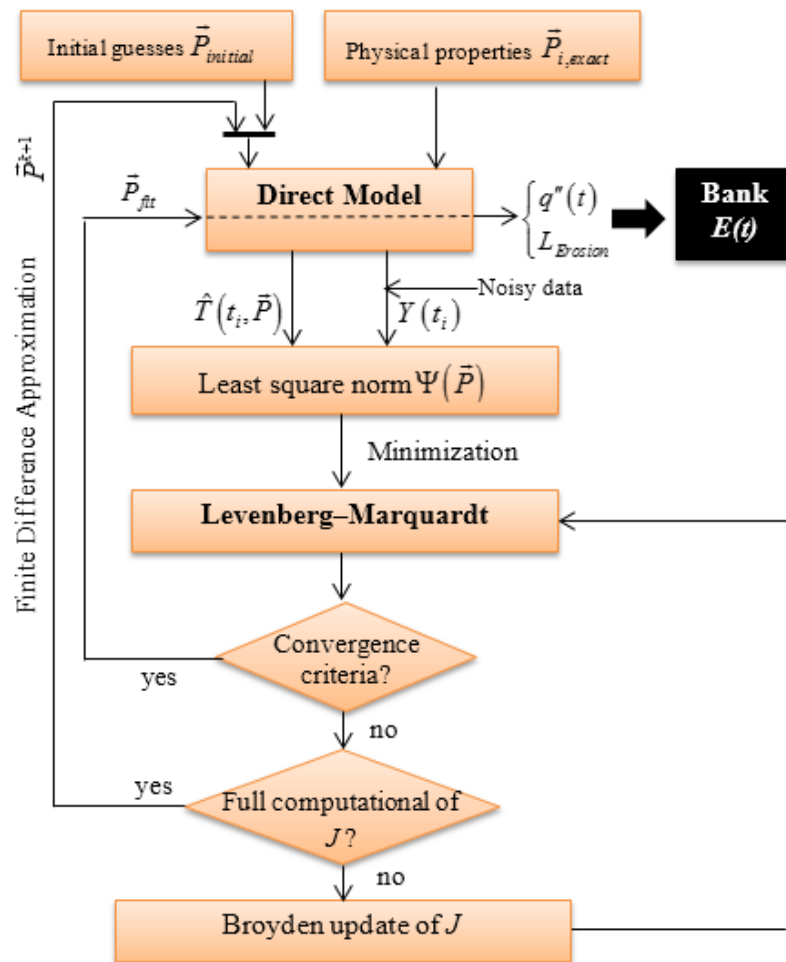 Initial guesses P⃗initial
Physical properties P⃗i,exact
P⃗k+1
P⃗fit
Direct Model
q″(t)
LErosion
Bank
E(t)
Noisy data
T̂(ti, P⃗)
Y(ti)
Finite Difference Approximation
Least square norm Ψ(P⃗)
Minimization
Levenberg–Marquardt
Convergence
criteria?
yes
no
yes
Full computational of
J?
no
Broyden update of J